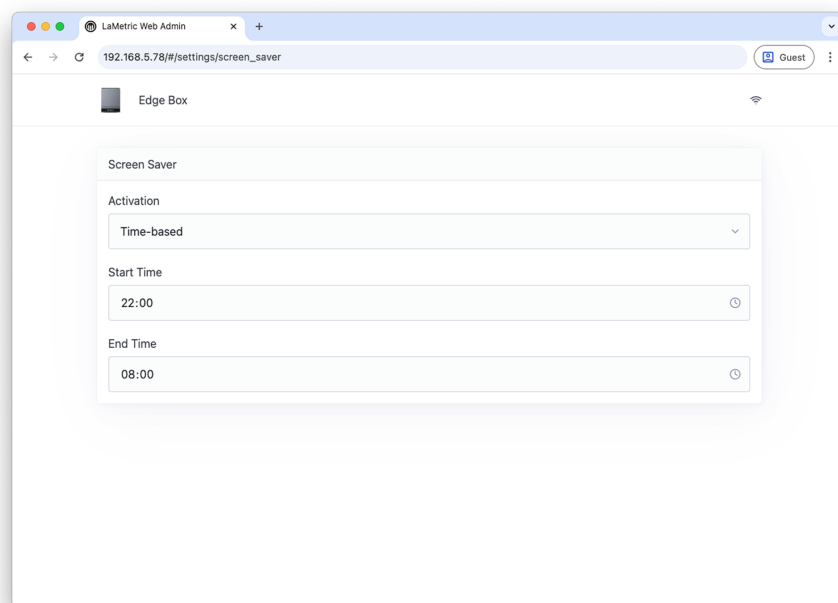 LaMetric Web Admin
192.168.5.78/#/settings/screen_saver
Guest
Edge Box
Screen Saver
Activation
Time-based
Start Time
22:00
End Time
08:00